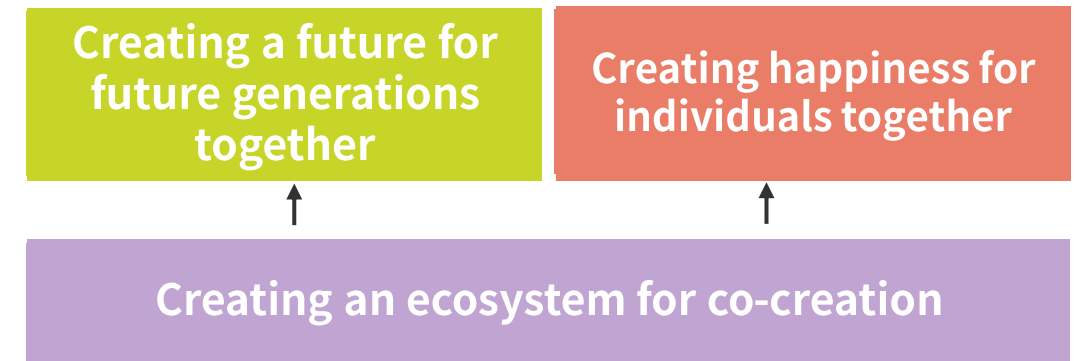 Creating a future for
future generations
together
Creating happiness for
individuals together
Creating an ecosystem for co-creation